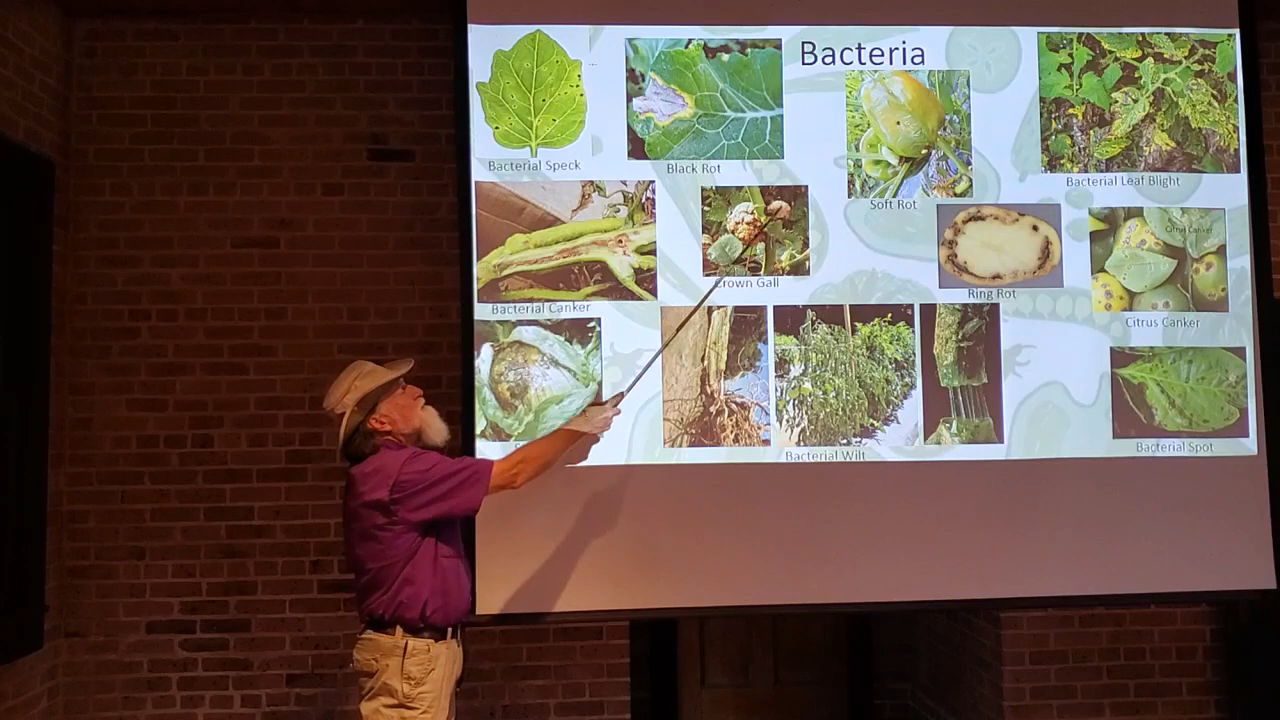 Bacteria
Bacterial Speck
Black Rot
Soft Rot
Bacterial Leaf Blight
Bacterial Canker
Crown Gall
Ring Rot
Citrus Canker
Citrus Canker
Bacterial Wilt
Bacterial Spot